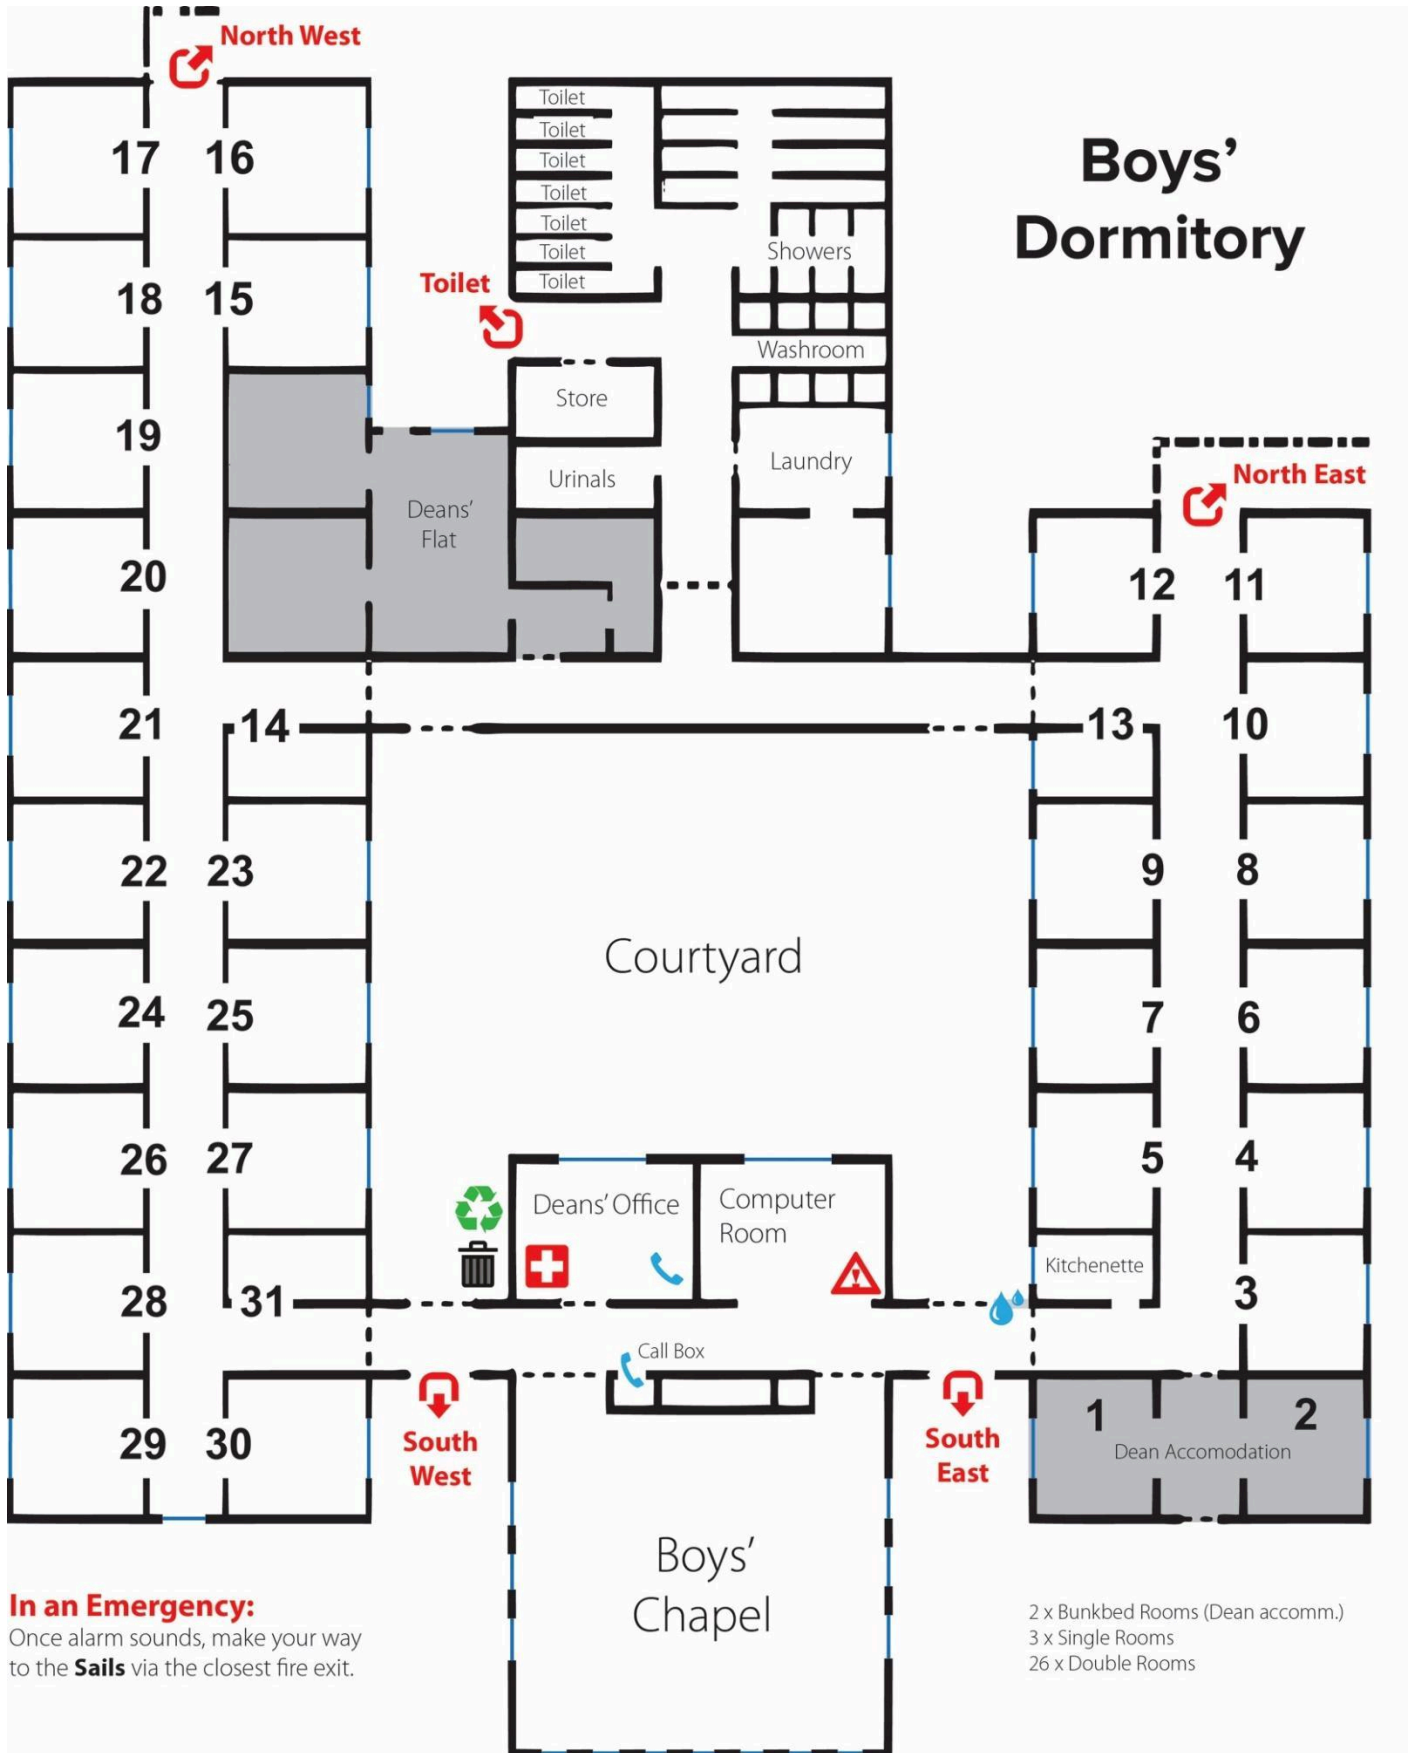 North West
Boys’
Dormitory
Toilet
Toilet
Toilet
Toilet
Toilet
Toilet
Toilet
17
16
Showers
Toilet
18
15
Washroom
Store
19
Laundry
Urinals
North East
Deans’
Flat
20
12
11
21
14
13
10
22
23
9
8
Courtyard
24
25
7
6
26
27
5
4
Deans’ Office
Computer
Room
Kitchenette
28
31
3
Call Box
1
2
29
30
South
West
South
East
Dean Accomodation
Boys’
Chapel
In an Emergency:
Once alarm sounds, make your way
to the Sails via the closest fire exit.
2 x Bunkbed Rooms (Dean accomm.)
3 x Single Rooms
26 x Double Rooms